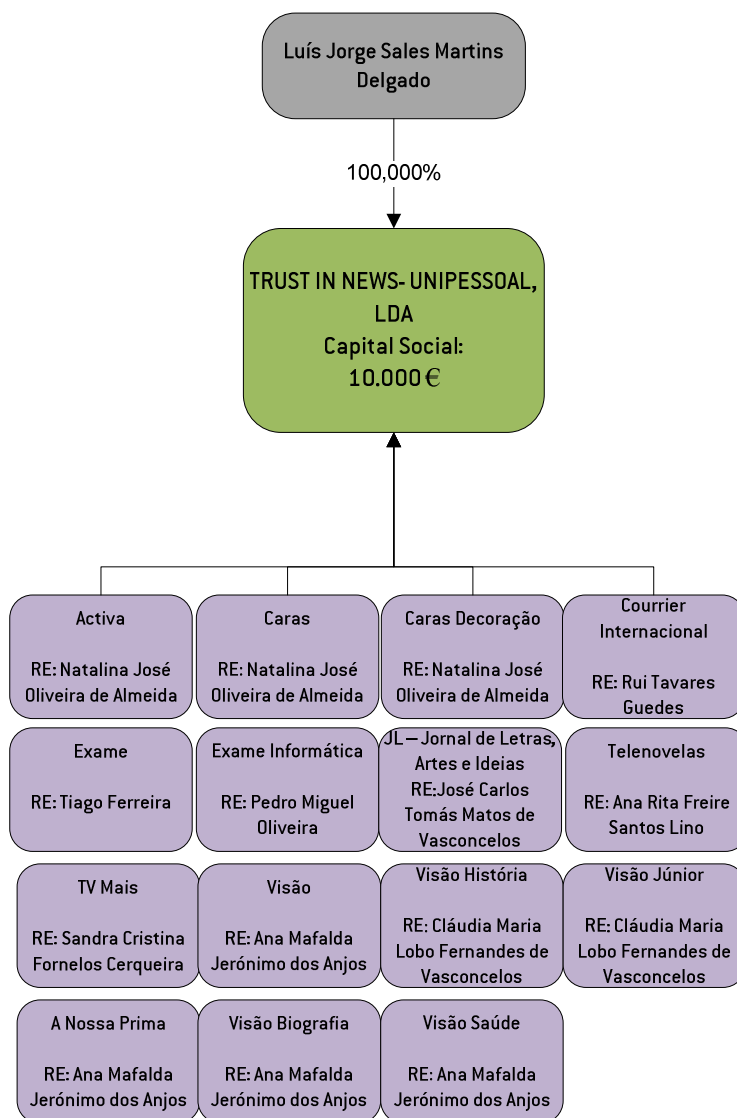 Luís Jorge Sales Martins
Delgado
100,000%
TRUST IN NEWS- UNIPESSOAL,
LDA
Capital Social:
10.000 €
Activa
RE: Natalina José
Oliveira de Almeida
Caras
RE: Natalina José
Oliveira de Almeida
Caras Decoração
RE: Natalina José
Oliveira de Almeida
Courrier
Internacional
RE: Rui Tavares
Guedes
Exame
RE: Tiago Ferreira
Exame Informática
RE: Pedro Miguel
Oliveira
JL – Jornal de Letras,
Artes e Ideias
RE:José Carlos
Tomás Matos de
Vasconcelos
Telenovelas
RE: Ana Rita Freire
Santos Lino
TV Mais
RE: Sandra Cristina
Fornelos Cerqueira
Visão
RE: Ana Mafalda
Jerónimo dos Anjos
Visão História
RE: Cláudia Maria
Lobo Fernandes de
Vasconcelos
Visão Júnior
RE: Cláudia Maria
Lobo Fernandes de
Vasconcelos
A Nossa Prima
RE: Ana Mafalda
Jerónimo dos Anjos
Visão Biografia
RE: Ana Mafalda
Jerónimo dos Anjos
Visão Saúde
RE: Ana Mafalda
Jerónimo dos Anjos